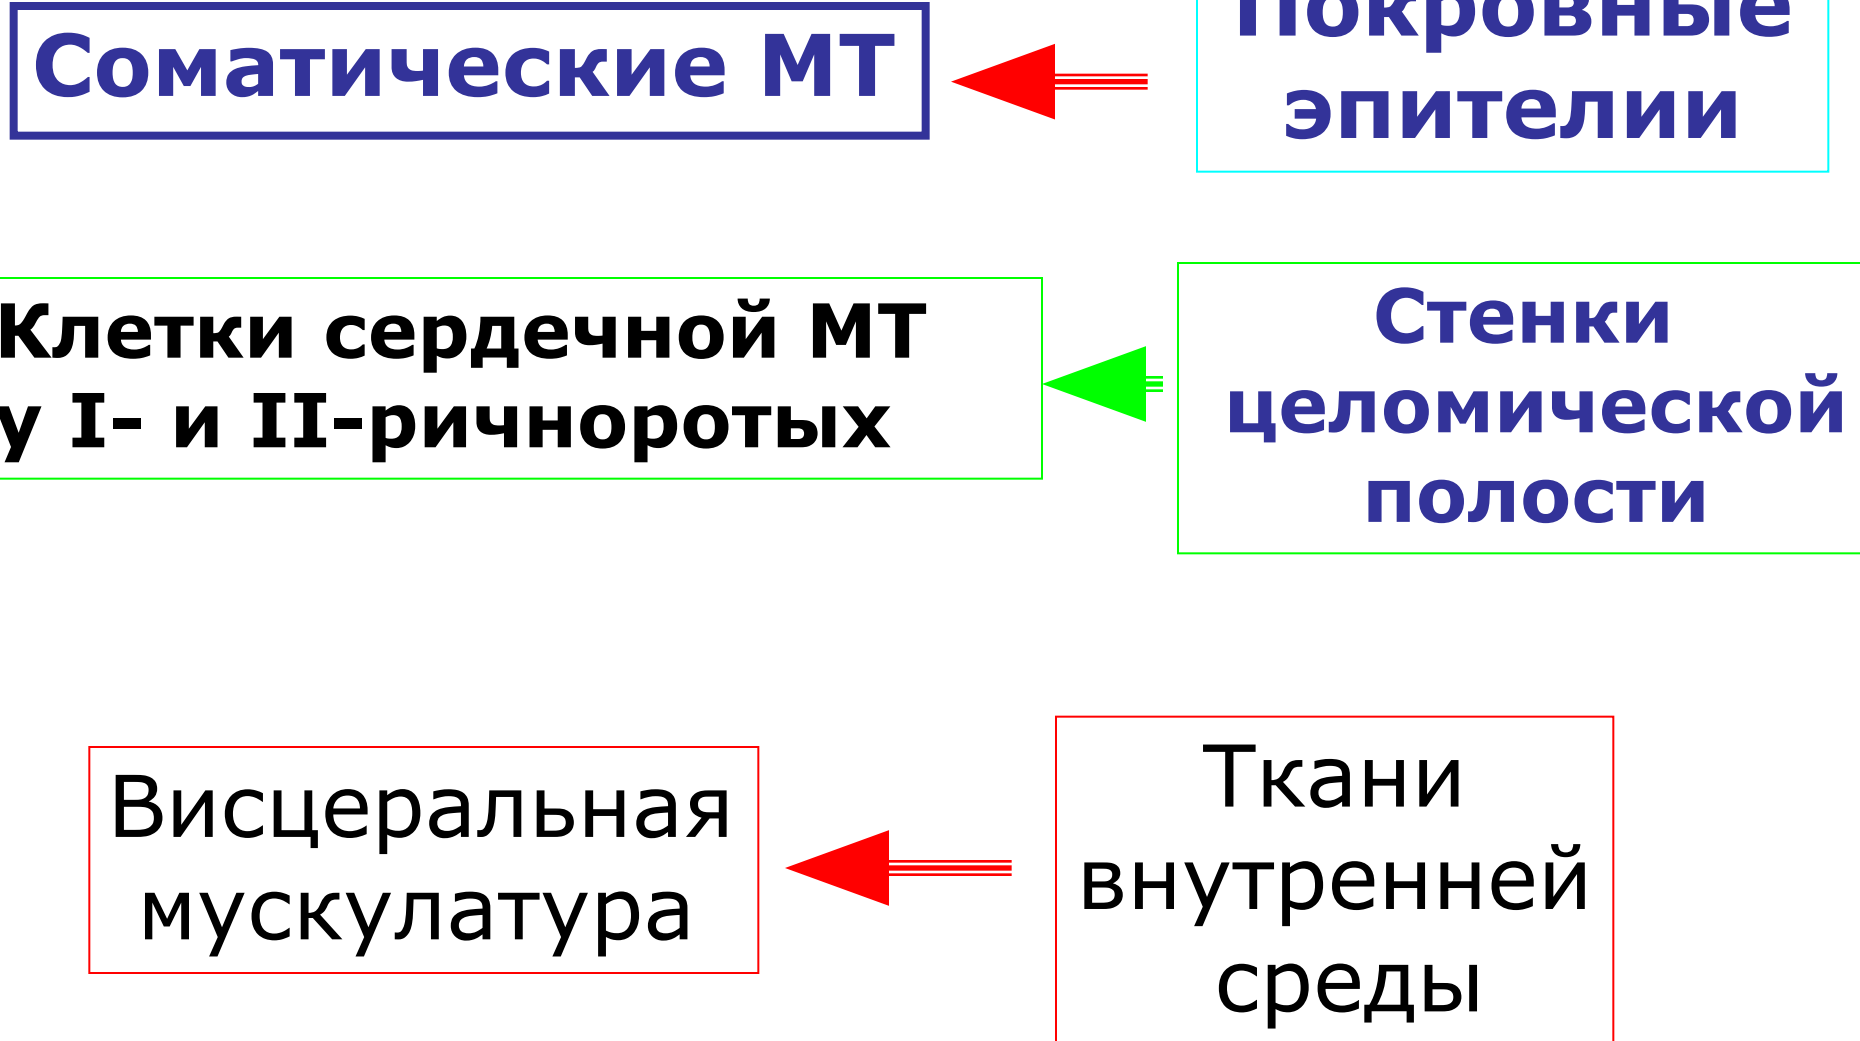 Соматические МТ
Покровные
эпителии
Клетки сердечной МТ
у I- и II-ричноротых
Стенки
целомической
полости
Висцеральная
мускулатура
Ткани
внутренней
среды